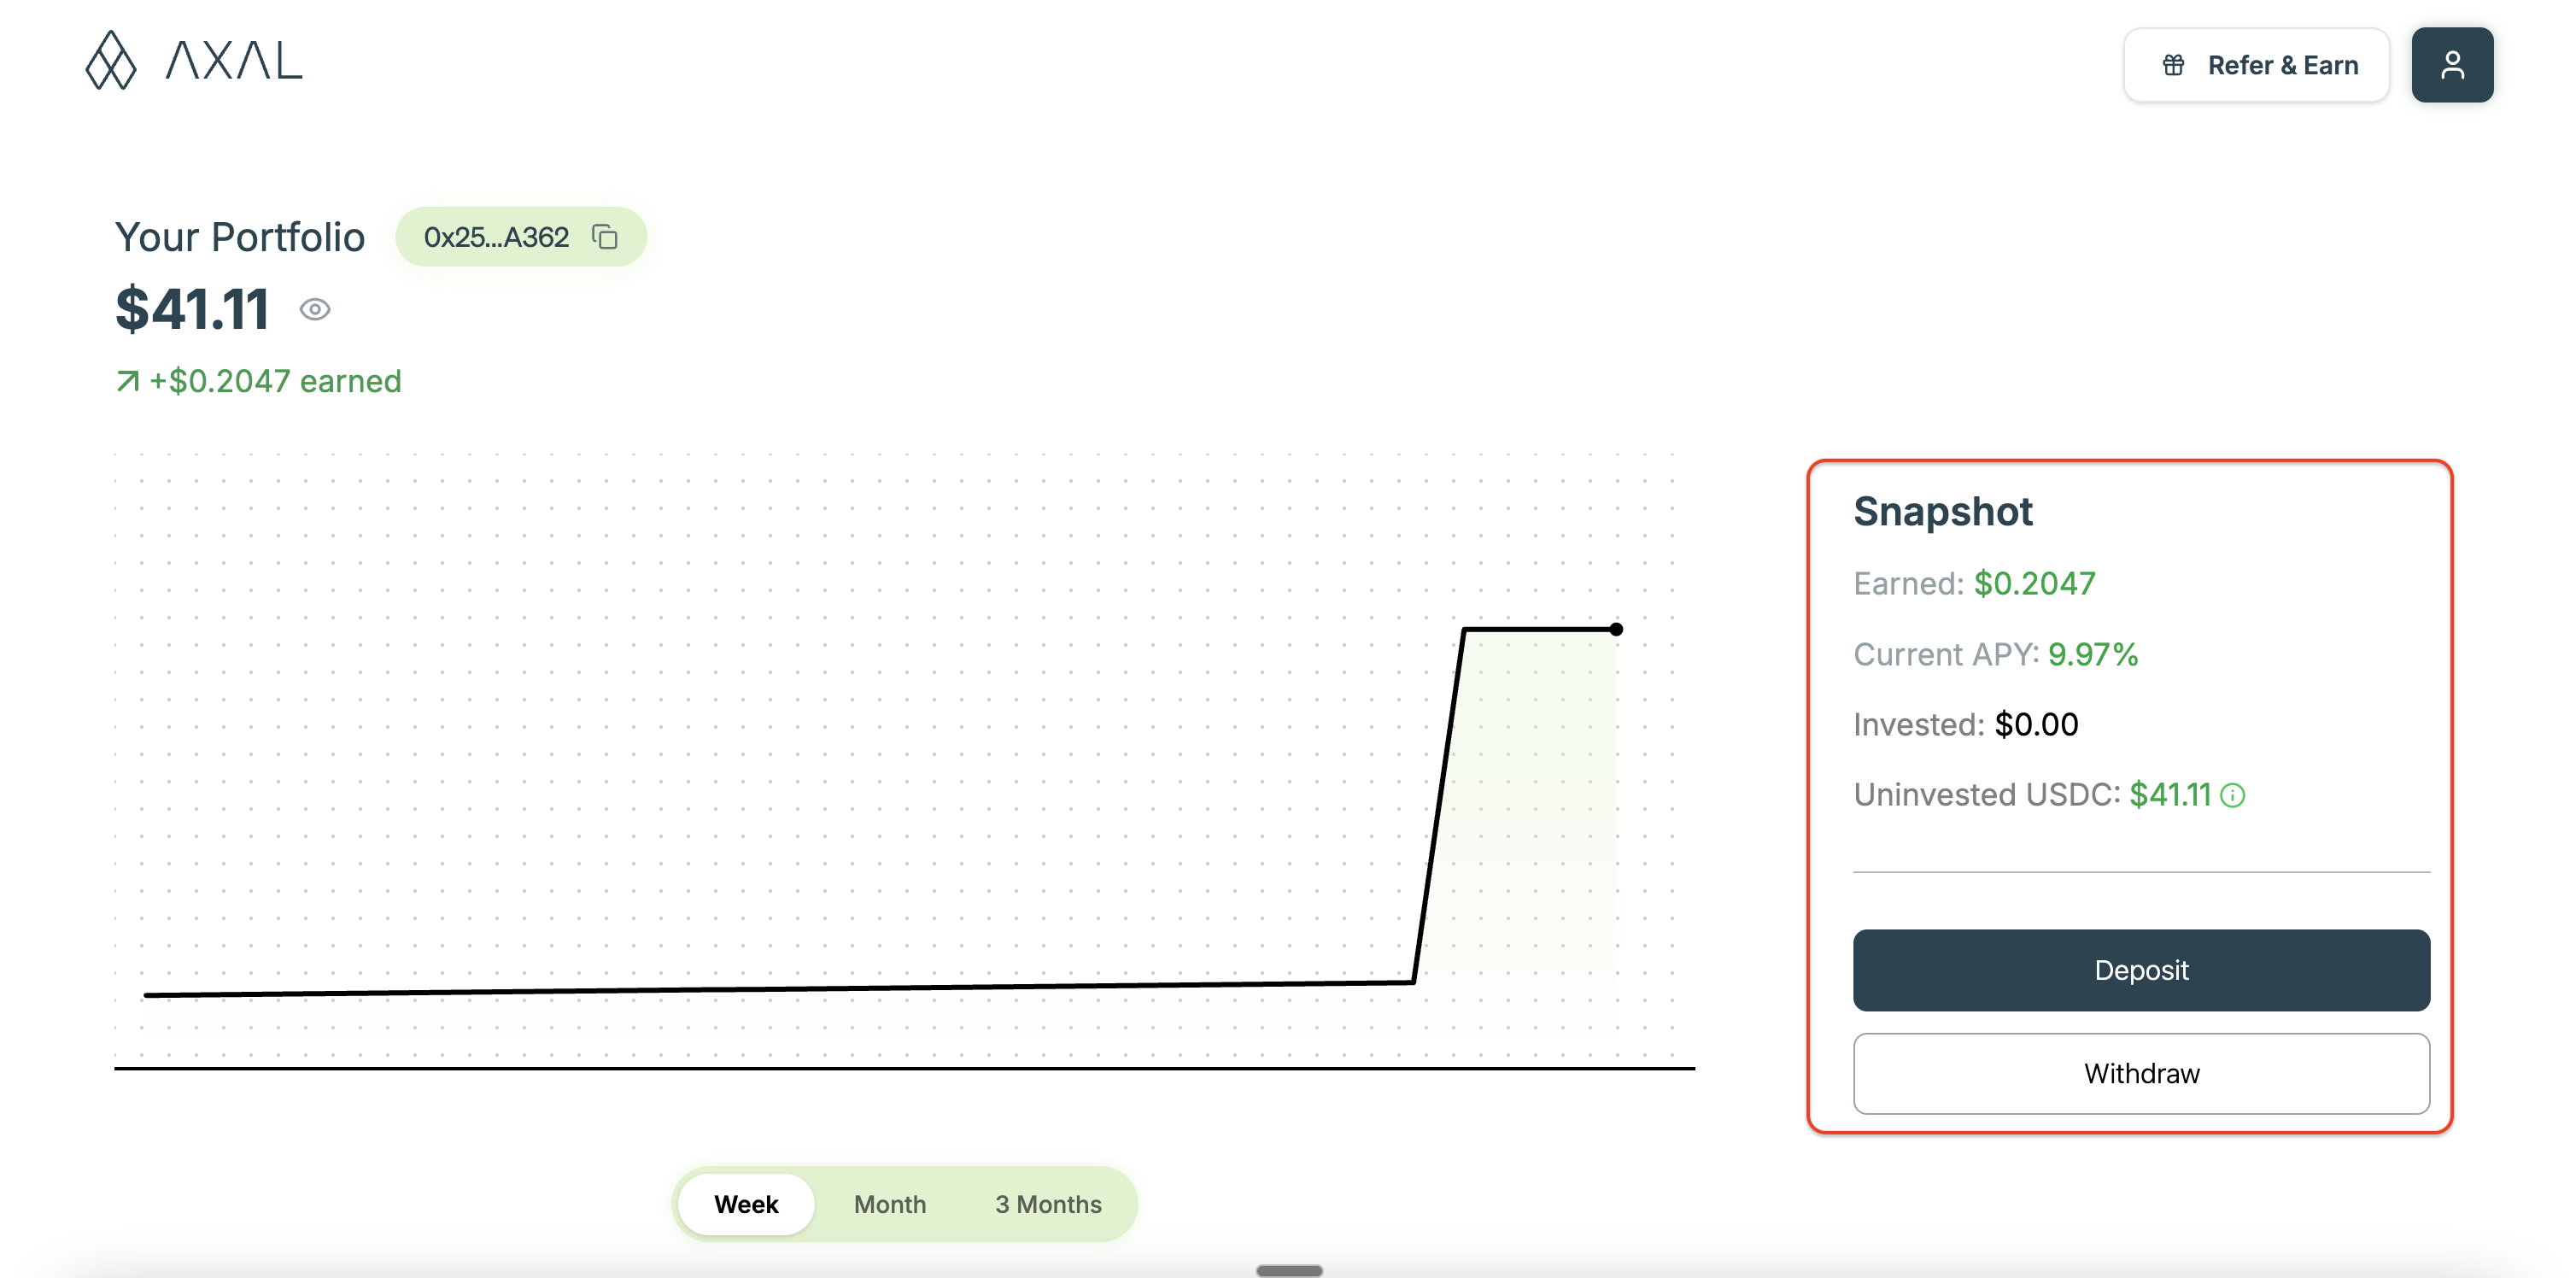 AXAL
Refer & Earn
Your Portfolio
0x25...A362
$41.11
+$0.2047 earned
Snapshot
Earned: $0.2047
Current APY: 9.97%
Invested: $0.00
Uninvested USDC: $41.11
Deposit
Withdraw
Week
Month
3 Months